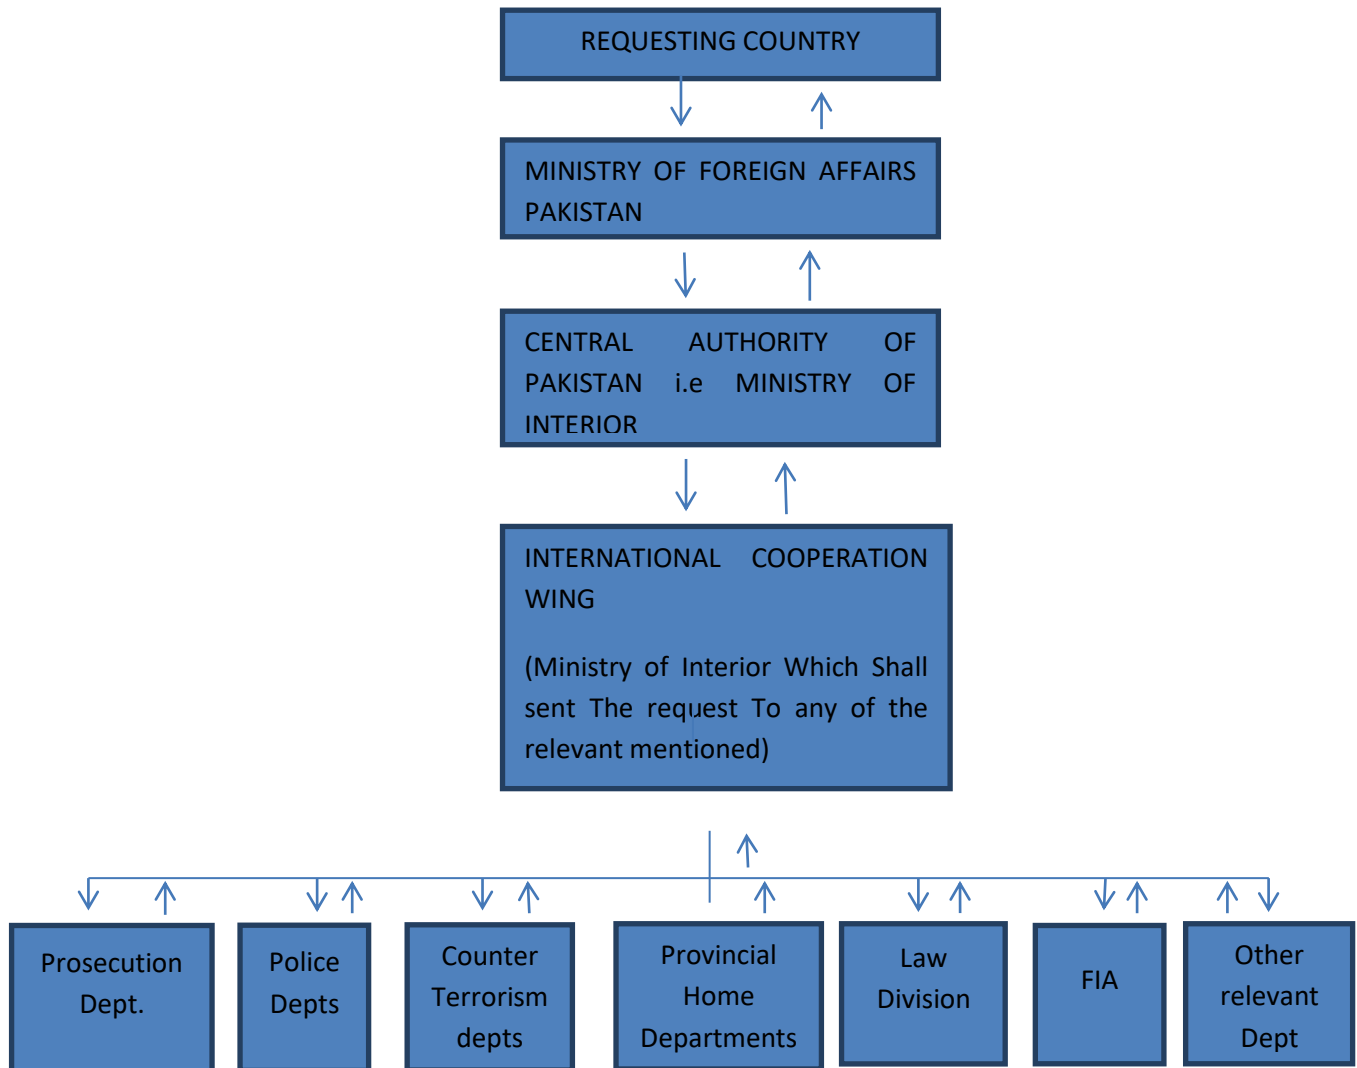 REQUESTING COUNTRY
MINISTRY OF FOREIGN AFFAIRS
PAKISTAN
CENTRAL AUTHORITY OF
PAKISTAN i.e MINISTRY OF
INTERIOR
INTERNATIONAL COOPERATION
WING
(Ministry of Interior Which Shall
sent The request To any of the
relevant mentioned)
Prosecution
Dept.
Police
Depts
Counter
Terrorism
depts
Provincial
Home
Departments
Law
Division
FIA
Other
relevant
Dept